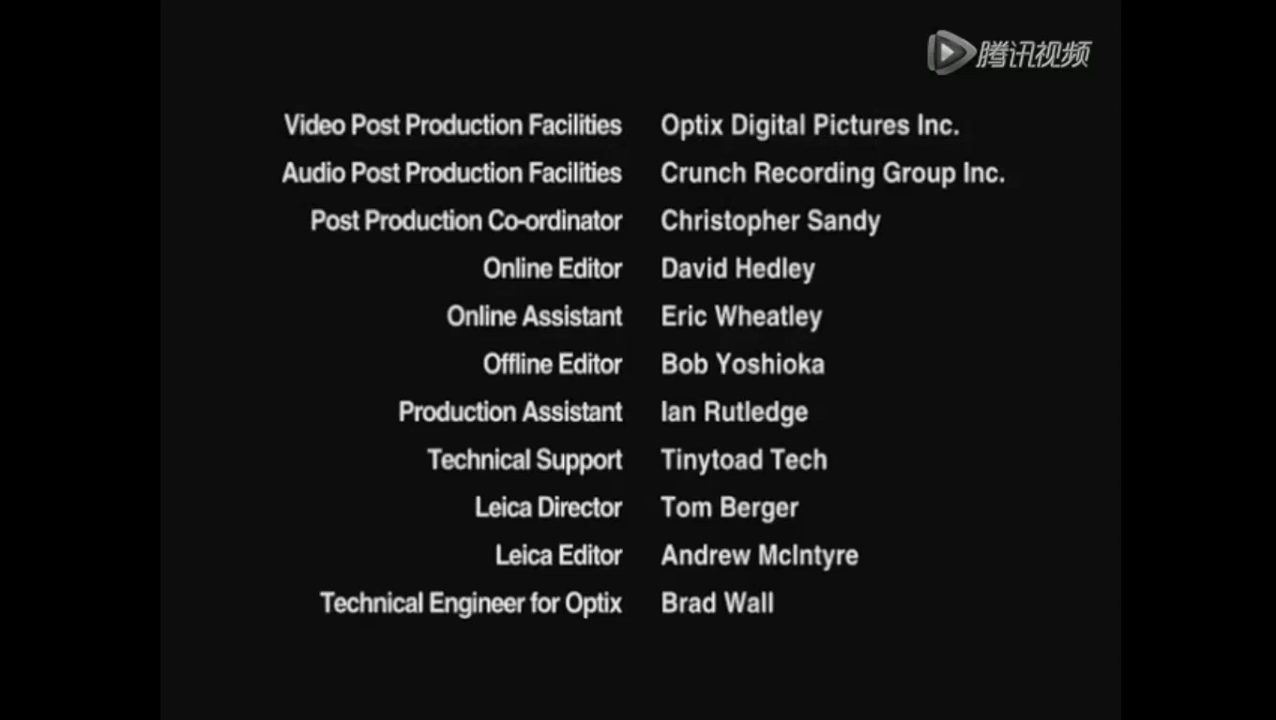 腾讯视频
Video Post Production Facilities Optix Digital Pictures Inc.
Audio Post Production Facilities Crunch Recording Group Inc.
Post Production Co-ordinator Christopher Sandy
Online Editor David Hedley
Online Assistant Eric Wheatley
Offline Editor Bob Yoshioka
Production Assistant Ian Rutledge
Technical Support Tinytoad Tech
Leica Director Tom Berger
Leica Editor Andrew McIntyre
Technical Engineer for Optix Brad Wall